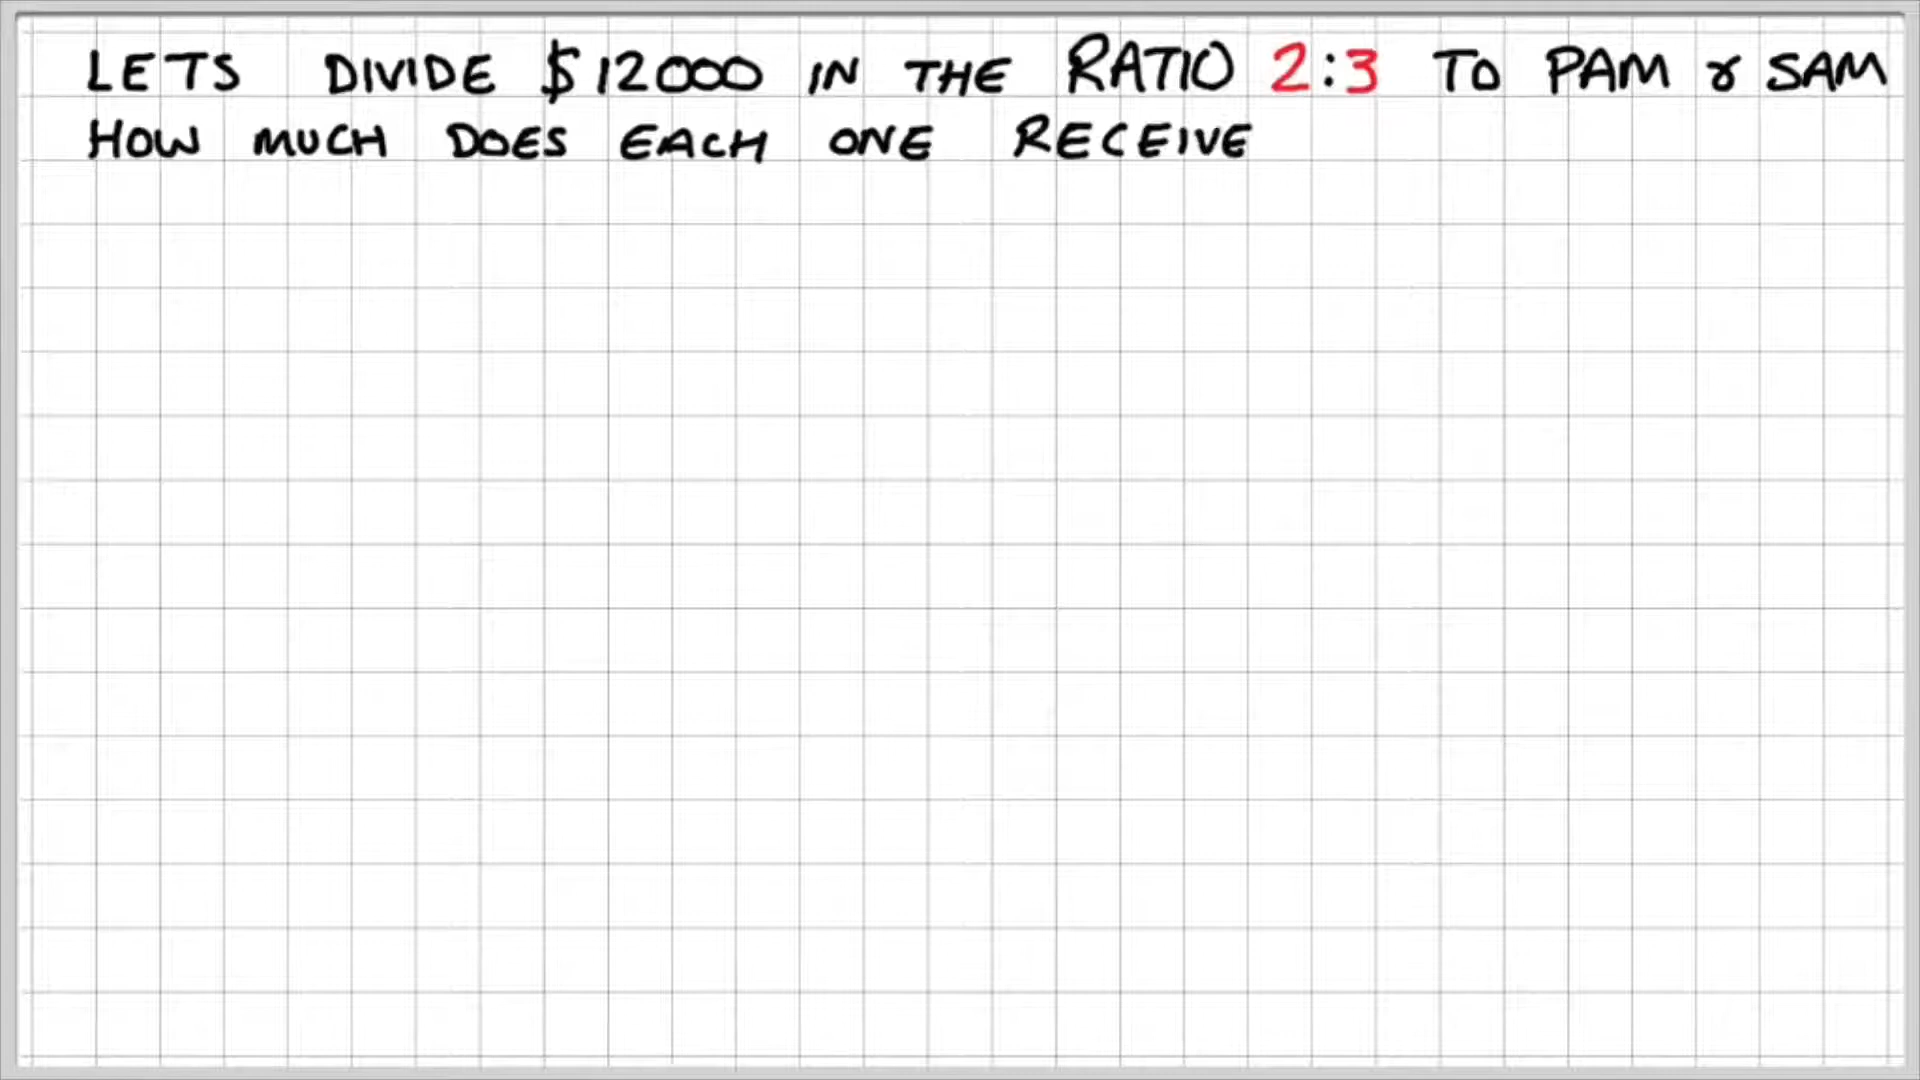 LETS DIVIDE $12000 IN THE RATIO 2:3 TO PAM & SAM
HOW MUCH DOES EACH ONE RECEIVE